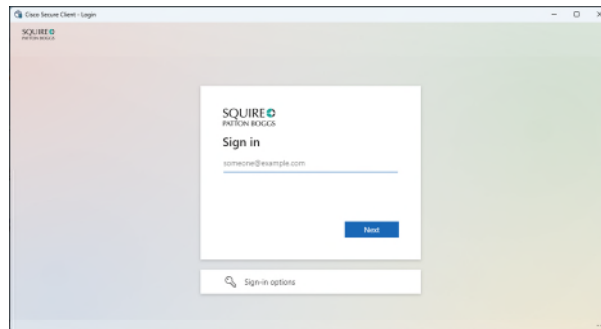 Cisco Secure Client - Login
SQUIRE
PATTON BOGGS
SQUIRE
PATTON BOGGS
Sign in
someone@example.com
Next
Sign-in options